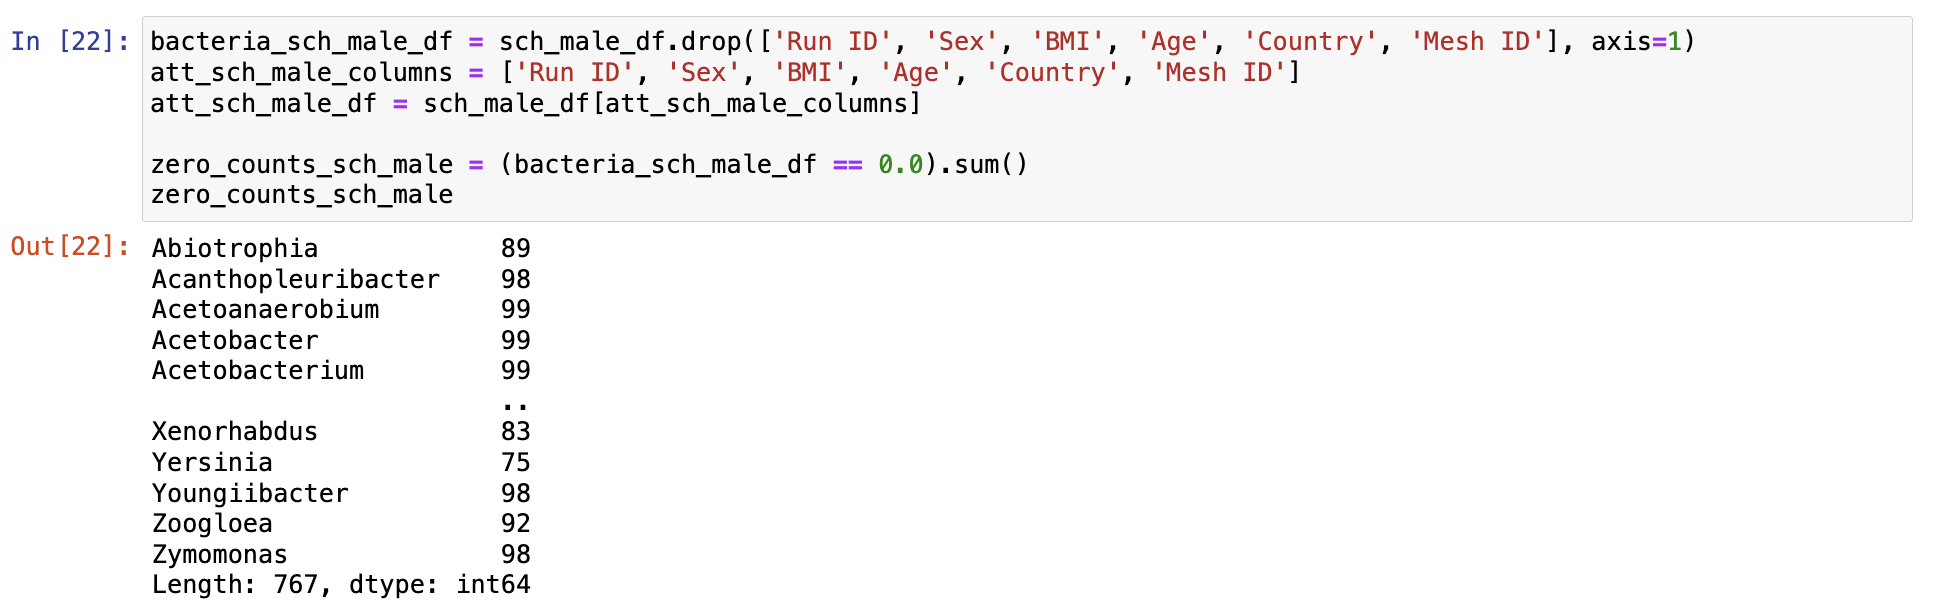 In [22]: bacteria_sch_male_df = sch_male_df.drop(['Run ID', 'Sex', 'BMI', 'Age', 'Country', 'Mesh ID'], axis=1)
att_sch_male_columns = ['Run ID', 'Sex', 'BMI', 'Age', 'Country', 'Mesh ID']
att_sch_male_df = sch_male_df[att_sch_male_columns]
zero_counts_sch_male = (bacteria_sch_male_df == 0.0).sum()
zero_counts_sch_male
Out[22]: Abiotrophia 89
Acanthopleuribacter 98
Acetoanaerobium 99
Acetobacter 99
Acetobacterium 99
..
Xenorhabdus 83
Yersinia 75
Youngiibacter 98
Zoogloea 92
Zymomonas 98
Length: 767, dtype: int64